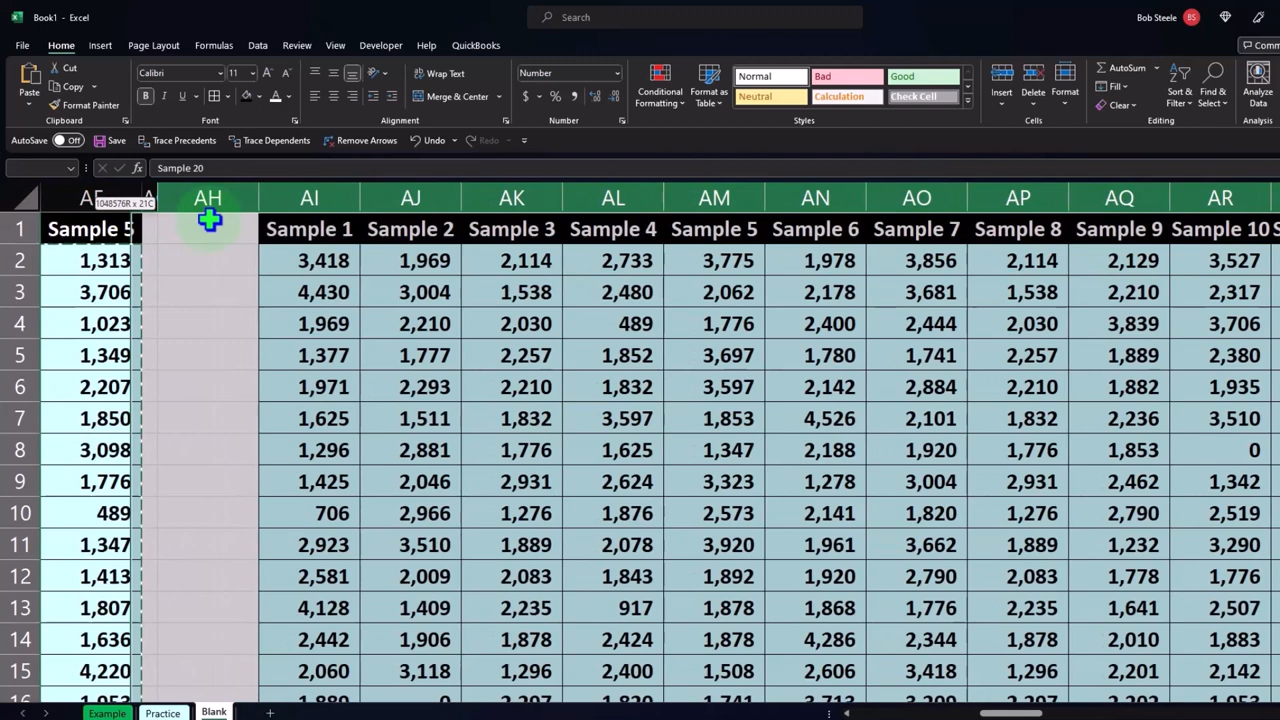 Book1 - Excel
Search
Bob Steele BS
File Home Insert Page Layout Formulas Data Review View Developer Help QuickBooks
Paste Cut Copy Format Painter Clipboard
Calibri 11 B I U A Font
Wrap Text Merge & Center Alignment
Number $ % Number
Conditional Formatting Format as Table Normal Bad Good Neutral Calculation Check Cell Styles
Insert Delete Format Cells
AutoSum Fill Clear Sort & Filter Find & Select Editing
Analyze Data Analysis
AutoSave Off Save Trace Precedents Trace Dependents Remove Arrows Undo Redo
fx Sample 20
1048576R x 21C
AH AI AJ AK AL AM AN AO AP AQ AR
1 Sample 5 Sample 1 Sample 2 Sample 3 Sample 4 Sample 5 Sample 6 Sample 7 Sample 8 Sample 9 Sample 10 S
2 1,313 3,418 1,969 2,114 2,733 3,775 1,978 3,856 2,114 2,129 3,527
3 3,706 4,430 3,004 1,538 2,480 2,062 2,178 3,681 1,538 2,210 2,317
4 1,023 1,969 2,210 2,030 489 1,776 2,400 2,444 2,030 3,839 3,706
5 1,349 1,377 1,777 2,257 1,852 3,697 1,780 1,741 2,257 1,889 2,380
6 2,207 1,971 2,293 2,210 1,832 3,597 2,142 2,884 2,210 1,882 1,935
7 1,850 1,625 1,511 1,832 3,597 1,853 4,526 2,101 1,832 2,236 3,510
8 3,098 1,296 2,881 1,776 1,625 1,347 2,188 1,920 1,776 1,853 0
9 1,776 1,425 2,046 2,931 2,624 3,323 1,278 3,004 2,931 2,462 1,342
10 489 706 2,966 1,276 1,876 2,573 2,141 1,820 1,276 2,790 2,519
11 1,347 2,923 3,510 1,889 2,078 3,920 1,961 3,662 1,889 1,232 3,290
12 1,413 2,581 2,009 2,083 1,843 1,892 1,920 2,790 2,083 1,778 1,776
13 1,807 4,128 1,409 2,235 917 1,878 1,868 1,776 2,235 1,641 2,507
14 1,636 2,442 1,906 1,878 2,424 1,878 4,286 2,344 1,878 2,010 1,883
15 4,220 2,060 3,118 1,296 2,400 1,508 2,606 3,418 1,296 2,201 2,142
Example Practice Blank